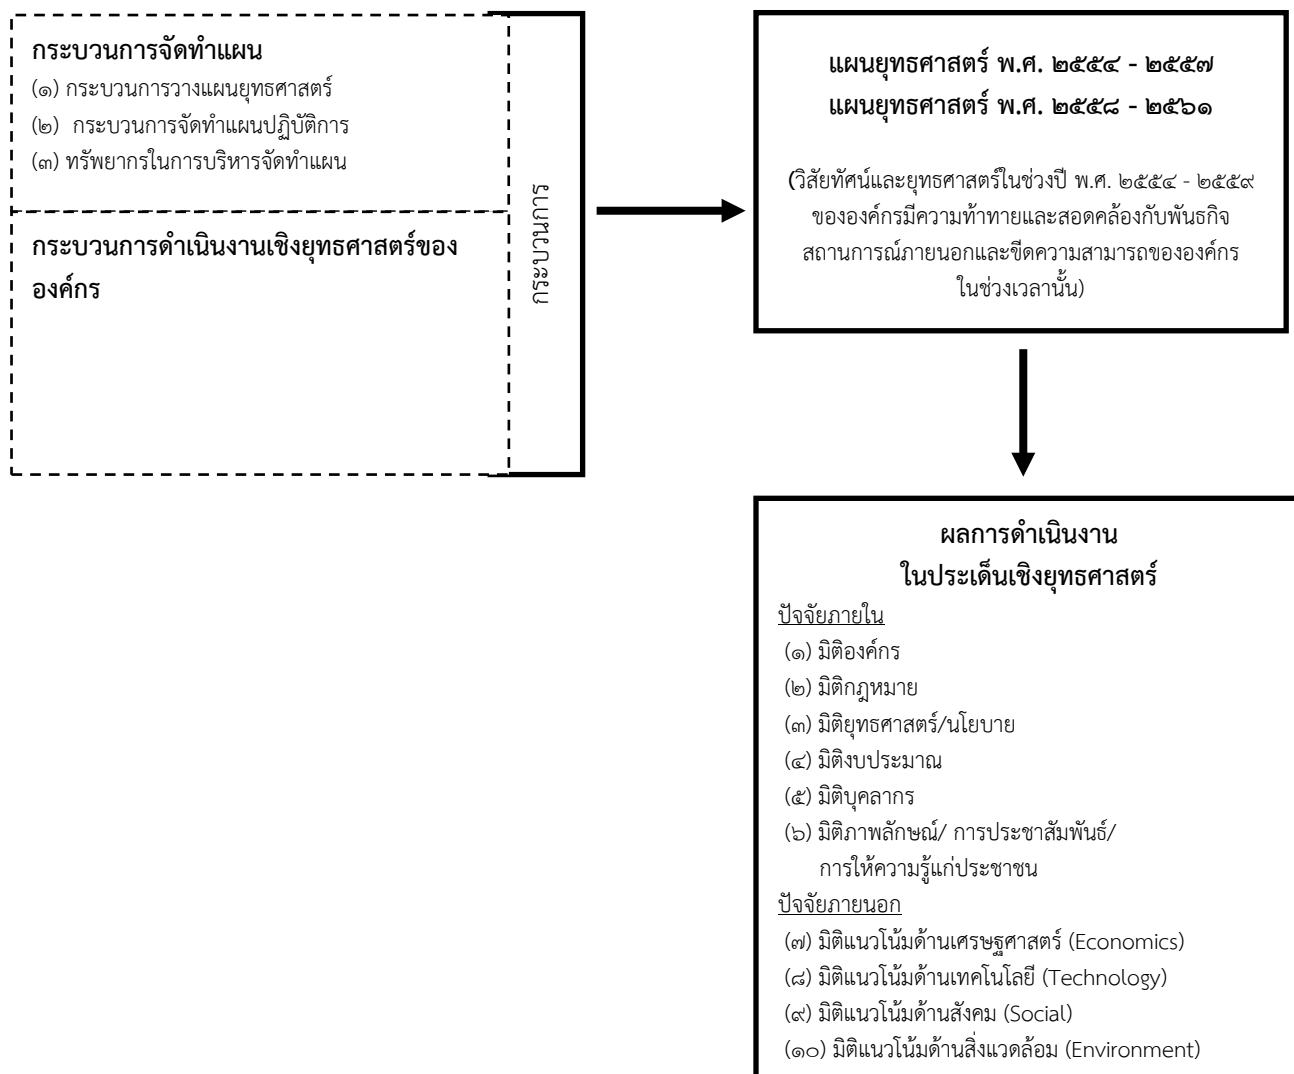 กระบวนการจัดทำแผน
(๑) กระบวนการวางแผนยุทธศาสตร์
(๒) กระบวนการจัดทำแผนปฏิบัติการ
(๓) ทรัพยากรในการบริหารจัดทำแผน
กระบวนการดำเนินงานเชิงยุทธศาสตร์ของ
องค์กร
กระบวนการ
แผนยุทธศาสตร์ พ.ศ. ๒๕๕๔ - ๒๕๕๗
แผนยุทธศาสตร์ พ.ศ. ๒๕๕๘ - ๒๕๖๑
(วิสัยทัศน์และยุทธศาสตร์ในช่วงปี พ.ศ. ๒๕๕๔ - ๒๕๕๙
ขององค์กรมีความท้าทายและสอดคล้องกับพันธกิจ
สถานการณ์ภายนอกและขีดความสามารถขององค์กร
ในช่วงเวลานั้น)
ผลการดำเนินงาน
ในประเด็นเชิงยุทธศาสตร์
ปัจจัยภายใน
(๑) มิติองค์กร
(๒) มิติกฎหมาย
(๓) มิติยุทธศาสตร์/นโยบาย
(๔) มิติงบประมาณ
(๕) มิติบุคลากร
(๖) มิติภาพลักษณ์/ การประชาสัมพันธ์/
การให้ความรู้แก่ประชาชน
ปัจจัยภายนอก
(๗) มิติแนวโน้มด้านเศรษฐศาสตร์ (Economics)
(๘) มิติแนวโน้มด้านเทคโนโลยี (Technology)
(๙) มิติแนวโน้มด้านสังคม (Social)
(๑๐) มิติแนวโน้มด้านสิ่งแวดล้อม (Environment)